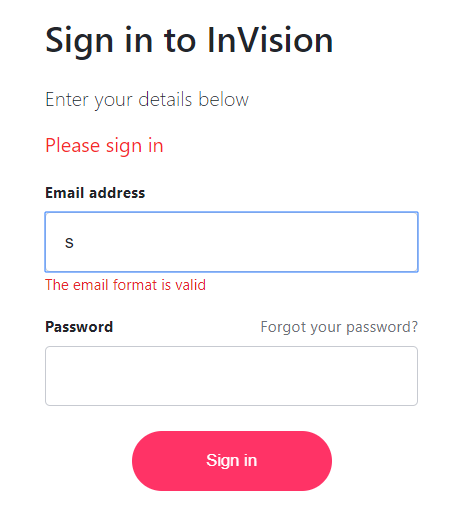 Sign in to InVision
Enter your details below
Please sign in
Email address
s
The email format is valid
Password Forgot your password?
Sign in